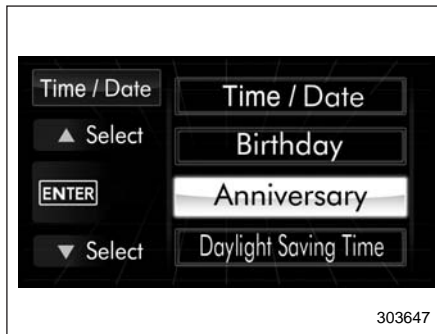 Time / Date
▲ Select
ENTER
▼ Select
Time / Date
Birthday
Anniversary
Daylight Saving Time
303647